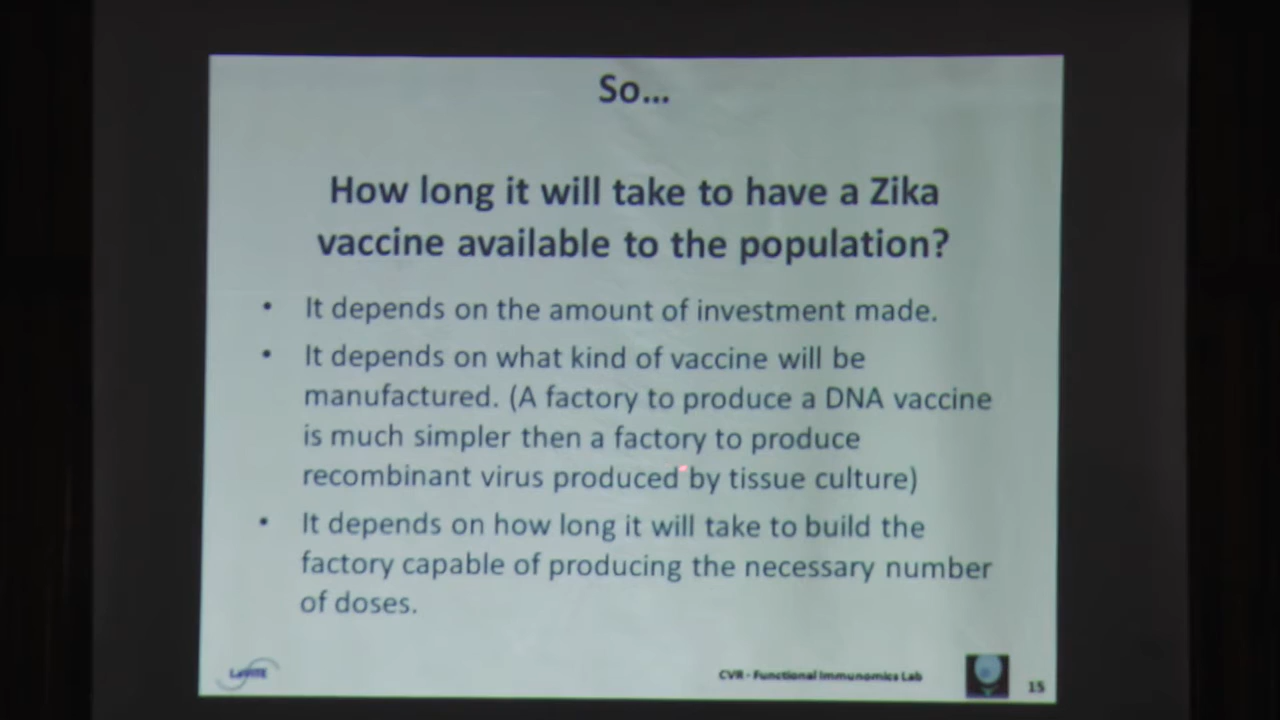 So...
How long it will take to have a Zika
vaccine available to the population?
• It depends on the amount of investment made.
• It depends on what kind of vaccine will be
manufactured. (A factory to produce a DNA vaccine
is much simpler then a factory to produce
recombinant virus produced by tissue culture)
• It depends on how long it will take to build the
factory capable of producing the necessary number
of doses.
CVR - Functional Immunomics Lab
15